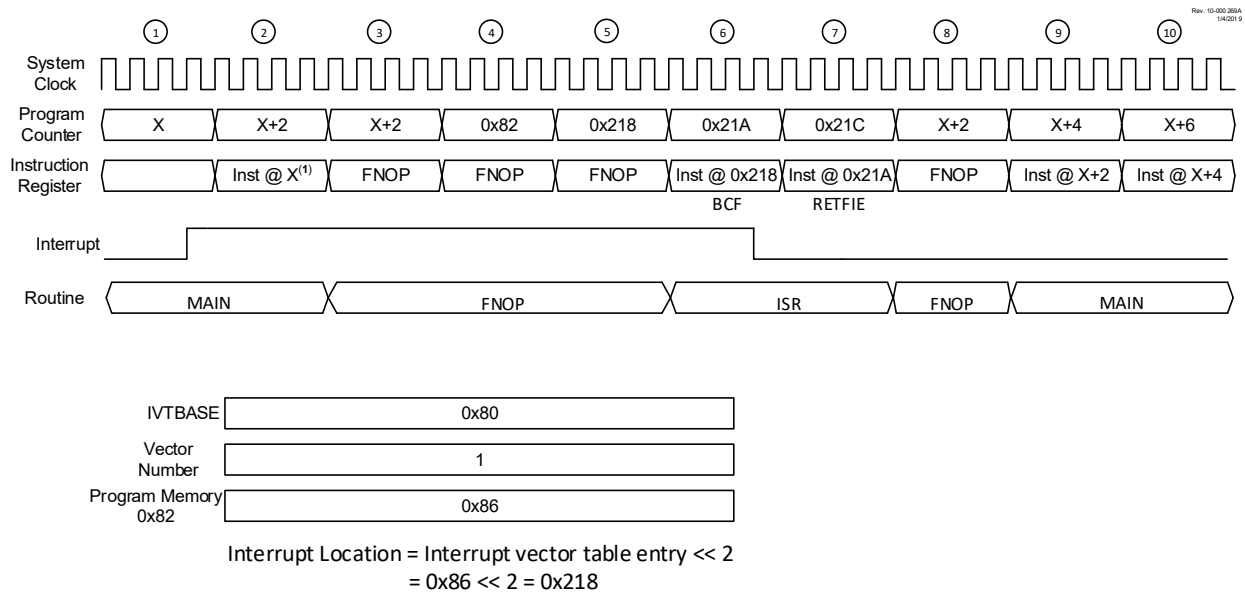 Rev. 10-000 269A
1/4/201 9
1 2 3 4 5 6 7 8 9 10
System
Clock
Program
Counter
X X+2 X+2 0x82 0x218 0x21A 0x21C X+2 X+4 X+6
Instruction
Register
Inst @ X(1) FNOP FNOP FNOP Inst @ 0x218 Inst @ 0x21A FNOP Inst @ X+2 Inst @ X+4
BCF RETFIE
Interrupt
Routine MAIN FNOP ISR FNOP MAIN
IVTBASE 0x80
Vector
Number
1
Program Memory
0x82
0x86
Interrupt Location = Interrupt vector table entry << 2
= 0x86 << 2 = 0x218